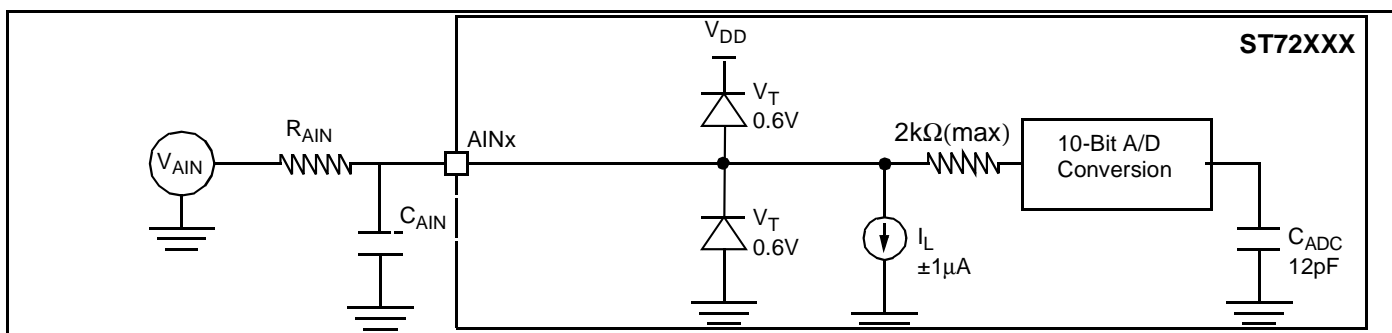 V_DD
ST72XXX
V_T
0.6V
R_AIN
AINx
2kΩ(max)
10-Bit A/D
Conversion
V_AIN
C_AIN
V_T
0.6V
I_L
±1μA
C_ADC
12pF